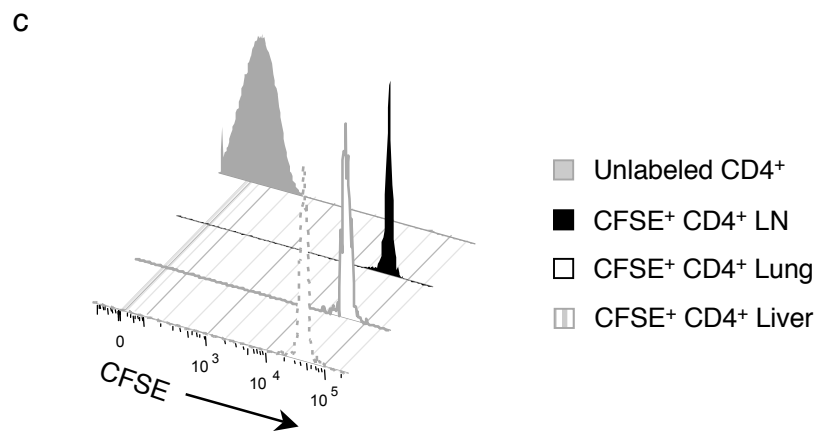 c
Unlabeled CD4⁺
CFSE⁺ CD4⁺ LN
CFSE⁺ CD4⁺ Lung
CFSE⁺ CD4⁺ Liver
0
10³
10⁴
10⁵
CFSE